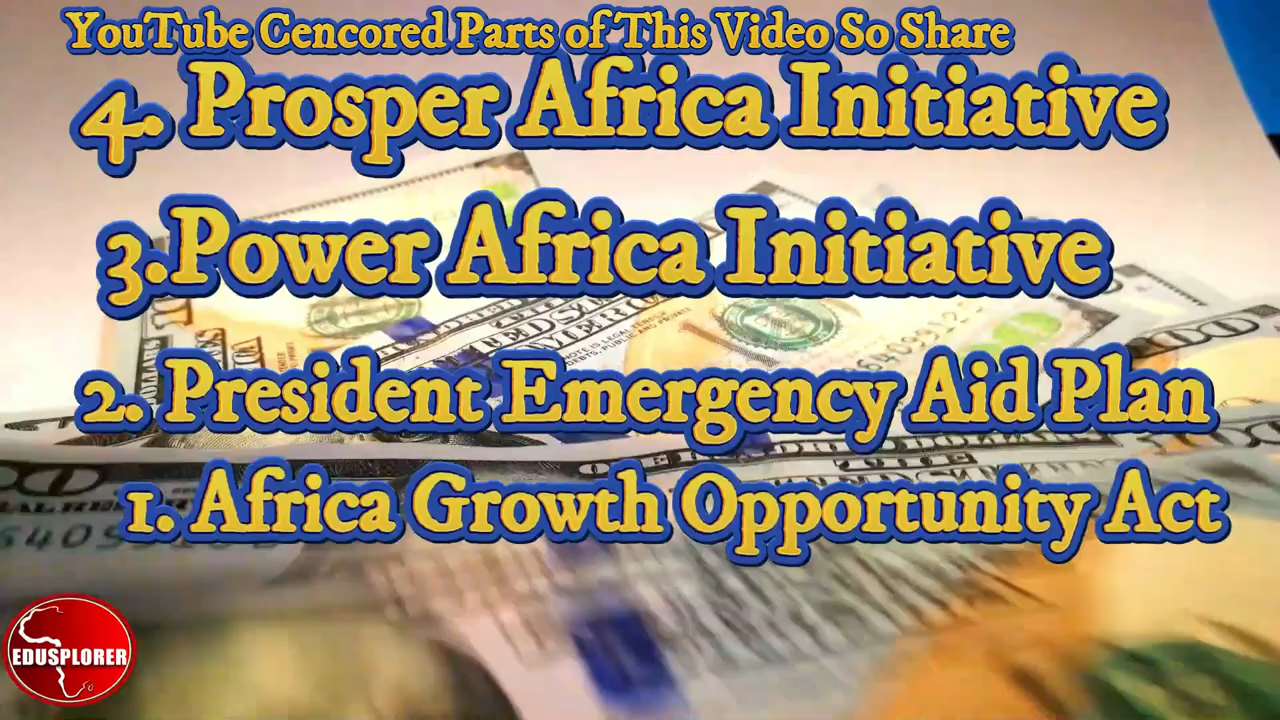 YouTube Cencored Parts of This Video So Share
4. Prosper Africa Initiative
3.Power Africa Initiative
2. President Emergency Aid Plan
1. Africa Growth Opportunity Act
EDUSPLORER